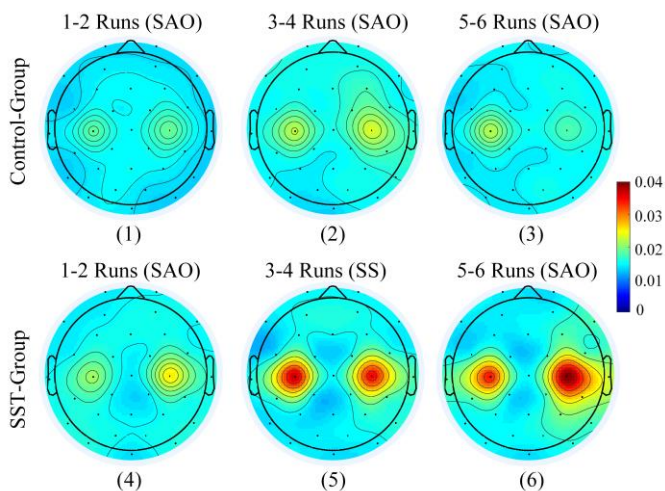 1-2 Runs (SAO) 3-4 Runs (SAO) 5-6 Runs (SAO)
Control-Group
(1) (2) (3)
0.04
0.03
0.02
0.01
0
1-2 Runs (SAO) 3-4 Runs (SS) 5-6 Runs (SAO)
SST-Group
(4) (5) (6)